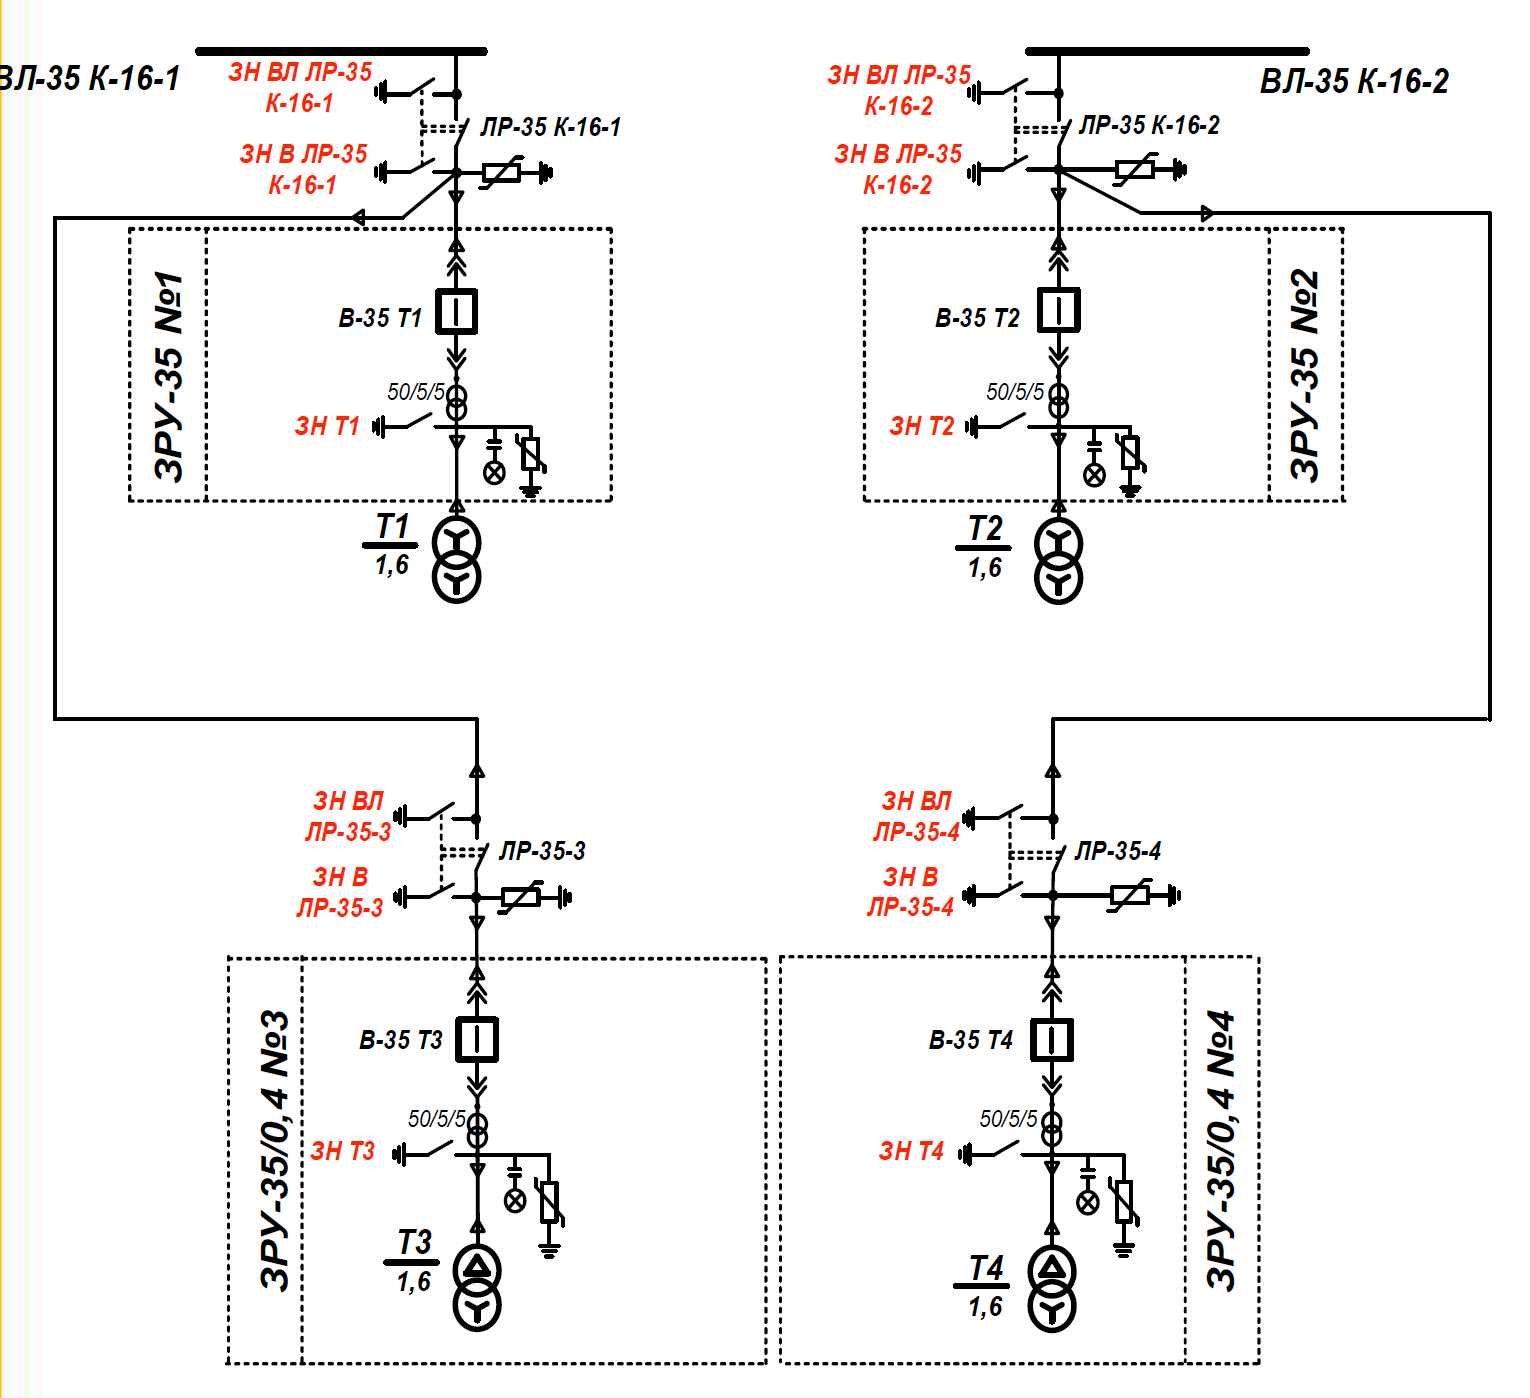 ВЛ-35 К-16-1
ЗН ВЛ ЛР-35
К-16-1
ЛР-35 К-16-1
ЗН В ЛР-35
К-16-1
ЗН ВЛ ЛР-35
К-16-2
ВЛ-35 К-16-2
ЛР-35 К-16-2
ЗН В ЛР-35
К-16-2
ЗРУ-35 №1
В-35 Т1
50/5/5
ЗН Т1
Т1
1,6
В-35 Т2
50/5/5
ЗН Т2
ЗРУ-35 №2
Т2
1,6
ЗН ВЛ
ЛР-35-3
ЛР-35-3
ЗН В
ЛР-35-3
ЗН ВЛ
ЛР-35-4
ЛР-35-4
ЗН В
ЛР-35-4
ЗРУ-35/0,4 №3
В-35 Т3
50/5/5
ЗН Т3
Т3
1,6
В-35 Т4
50/5/5
ЗН Т4
Т4
1,6
ЗРУ-35/0,4 №4